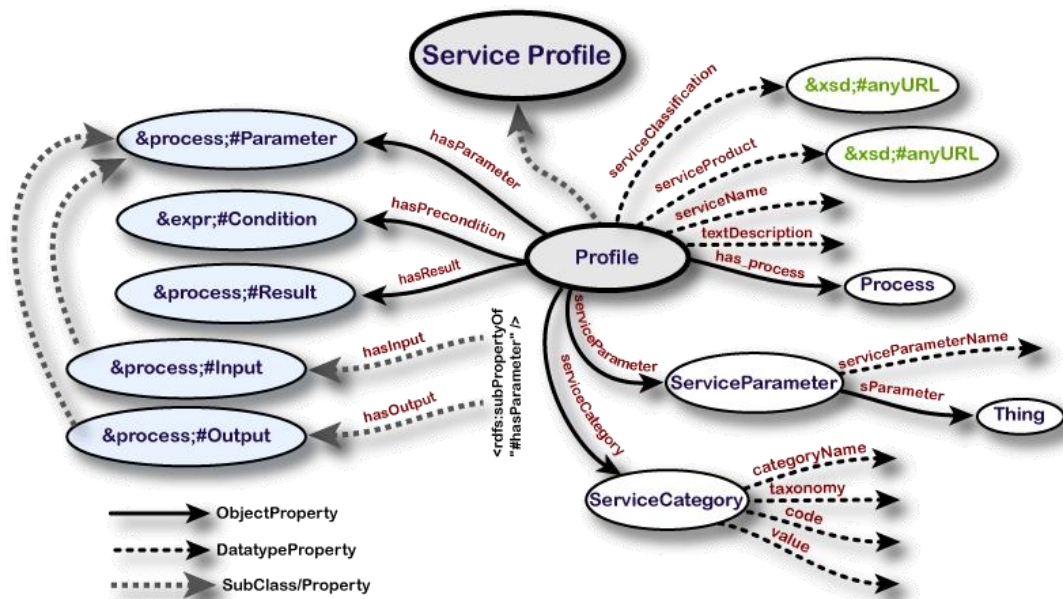 Service Profile
&xsd;#anyURL
serviceClassification
&process;#Parameter
hasParameter
serviceProduct
&xsd;#anyURL
&expr;#Condition
hasPrecondition
serviceName
textDescription
Profile
has_process
&process;#Result
hasResult
Process
&process;#Input
hasInput
<rdfs:subPropertyOf
"#hasParameter" />
serviceParameter
ServiceParameter
serviceParameterName
sParameter
Thing
&process;#Output
hasOutput
serviceCategory
ServiceCategory
categoryName
taxonomy
code
value
ObjectProperty
DatatypeProperty
SubClass/Property